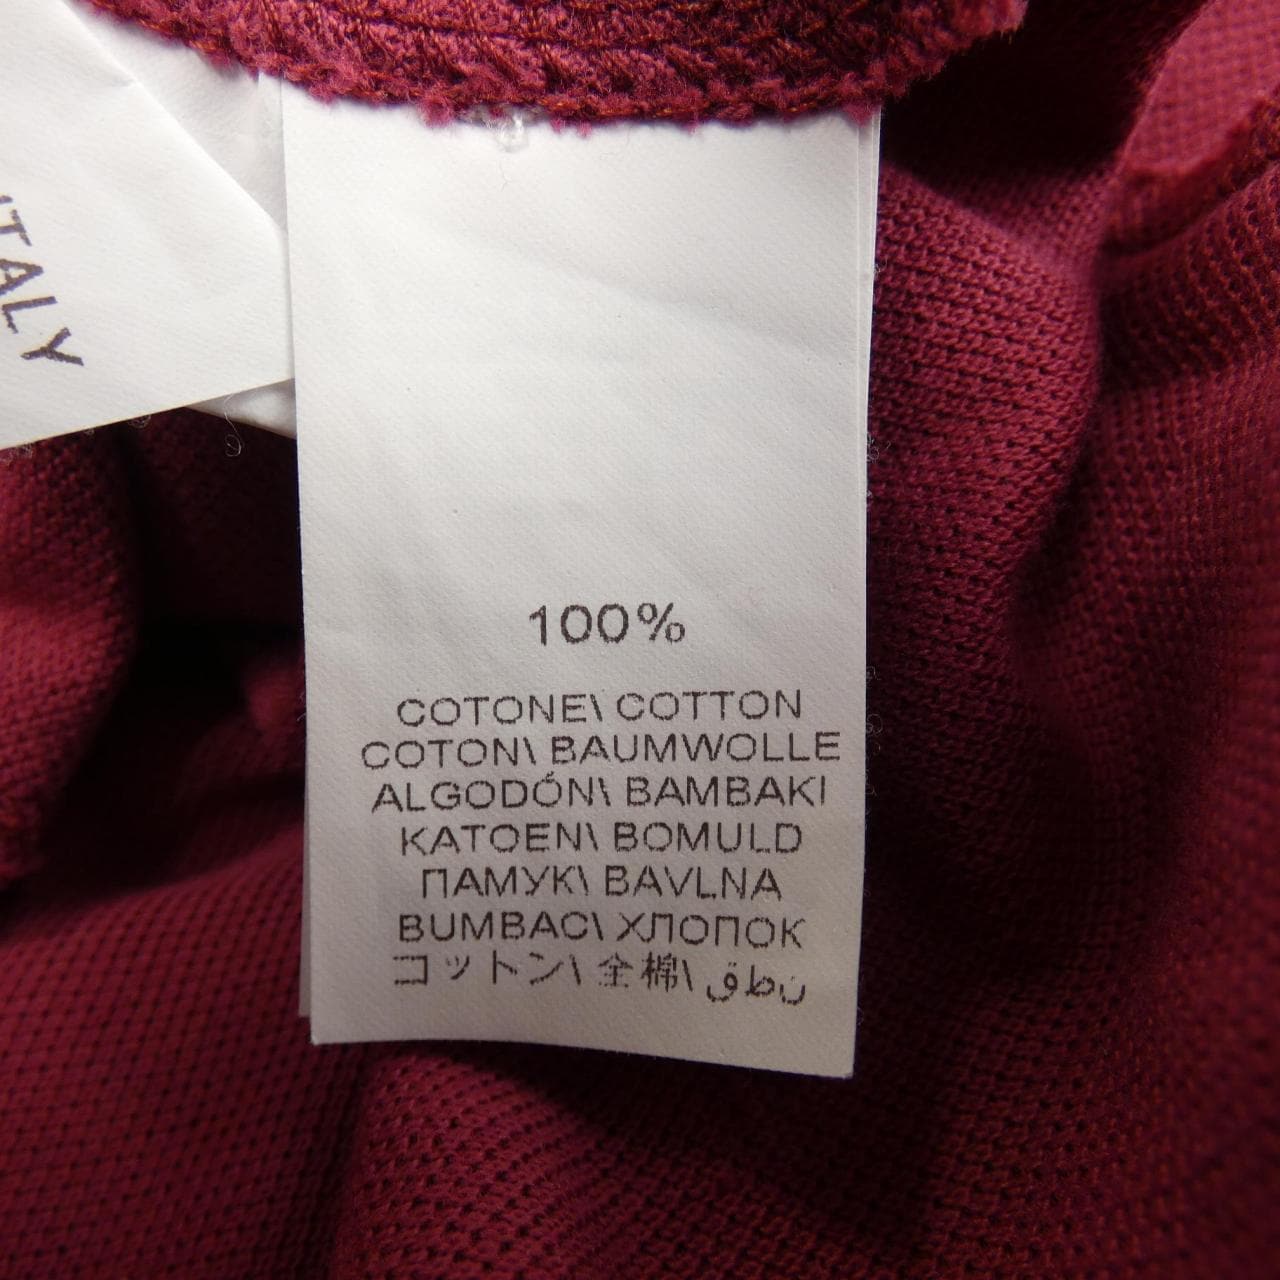 ITALY
100%
COTONE\ COTTON
COTON\ BAUMWOLLE
ALGODÓN\ BAMBAKI
KATOEN\ BOMULD
ПАМУК\ BAVLNA
BUMBAC\ ХЛОПОК
コットン\ 全棉\ قطن